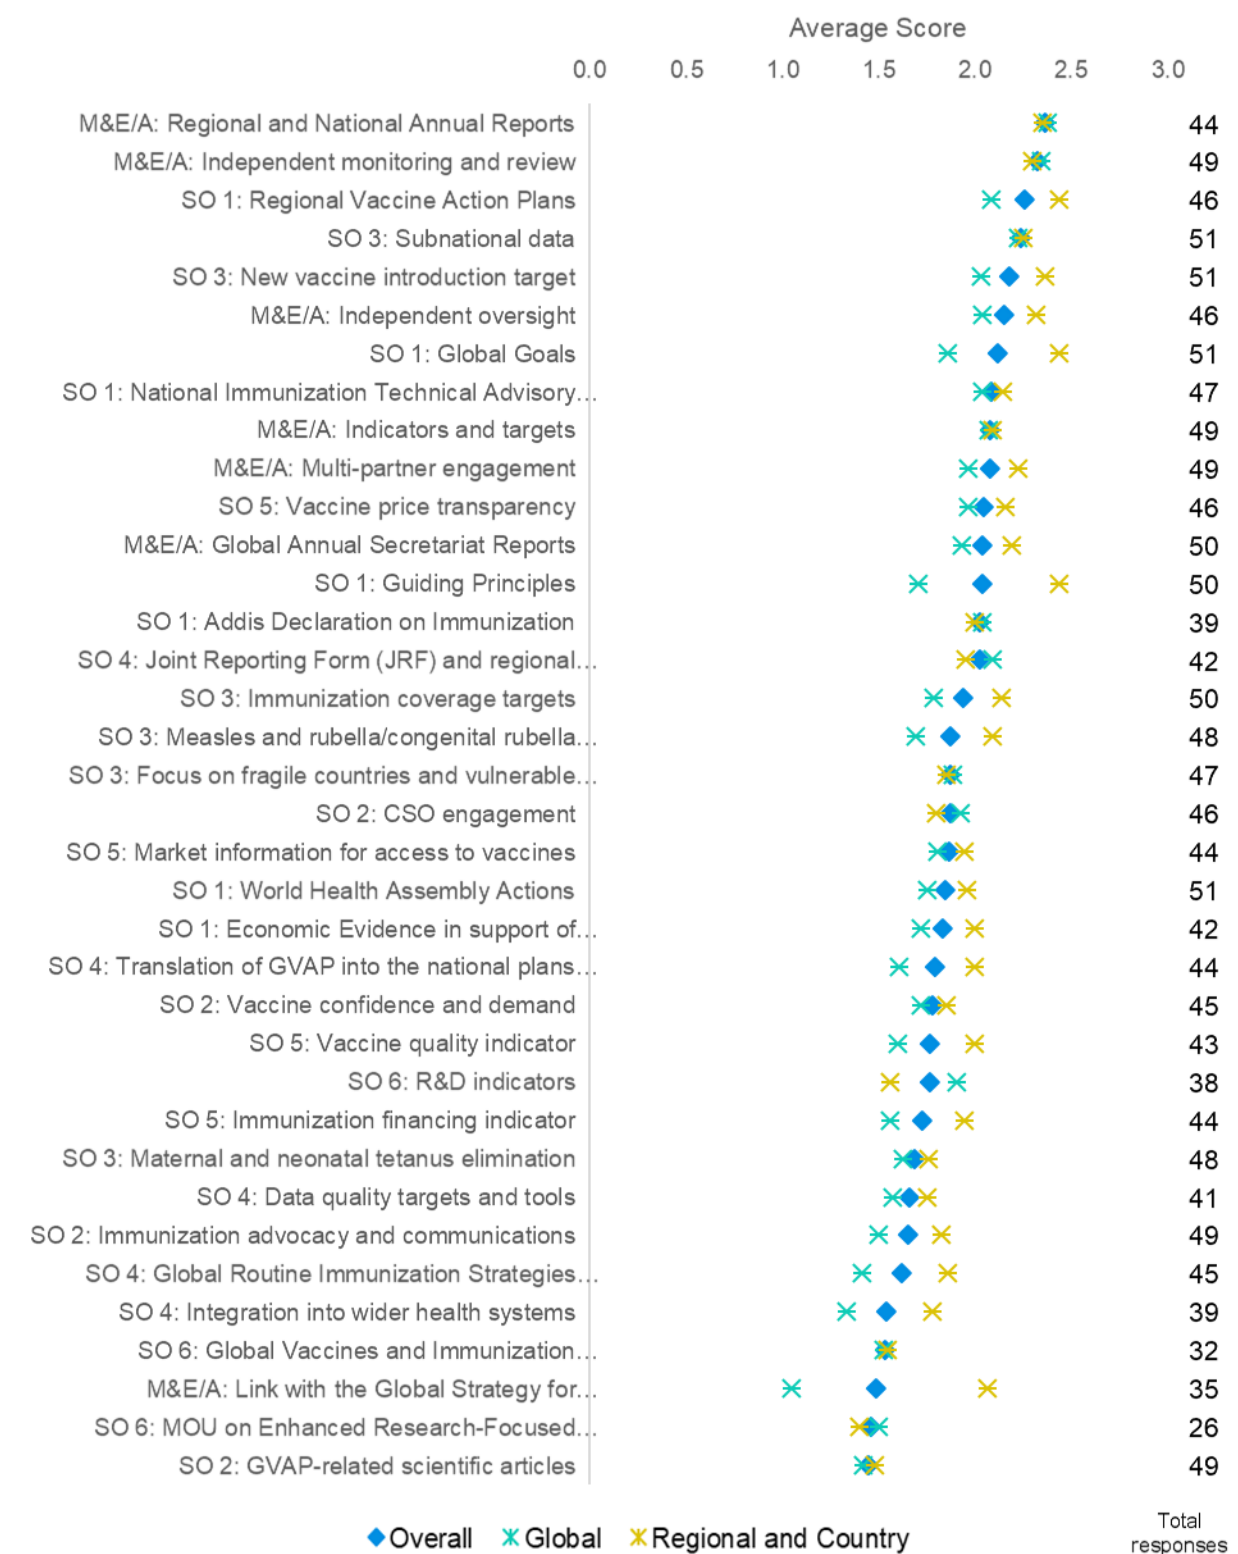 Average Score
0.0 0.5 1.0 1.5 2.0 2.5 3.0
M&E/A: Regional and National Annual Reports 44
M&E/A: Independent monitoring and review 49
SO 1: Regional Vaccine Action Plans 46
SO 3: Subnational data 51
SO 3: New vaccine introduction target 51
M&E/A: Independent oversight 46
SO 1: Global Goals 51
SO 1: National Immunization Technical Advisory... 47
M&E/A: Indicators and targets 49
M&E/A: Multi-partner engagement 49
SO 5: Vaccine price transparency 46
M&E/A: Global Annual Secretariat Reports 50
SO 1: Guiding Principles 50
SO 1: Addis Declaration on Immunization 39
SO 4: Joint Reporting Form (JRF) and regional... 42
SO 3: Immunization coverage targets 50
SO 3: Measles and rubella/congenital rubella... 48
SO 3: Focus on fragile countries and vulnerable... 47
SO 2: CSO engagement 46
SO 5: Market information for access to vaccines 44
SO 1: World Health Assembly Actions 51
SO 1: Economic Evidence in support of... 42
SO 4: Translation of GVAP into the national plans... 44
SO 2: Vaccine confidence and demand 45
SO 5: Vaccine quality indicator 43
SO 6: R&D indicators 38
SO 5: Immunization financing indicator 44
SO 3: Maternal and neonatal tetanus elimination 48
SO 4: Data quality targets and tools 41
SO 2: Immunization advocacy and communications 49
SO 4: Global Routine Immunization Strategies... 45
SO 4: Integration into wider health systems 39
SO 6: Global Vaccines and Immunization... 32
M&E/A: Link with the Global Strategy for... 35
SO 6: MOU on Enhanced Research-Focused... 26
SO 2: GVAP-related scientific articles 49
Overall Global Regional and Country
Total
responses